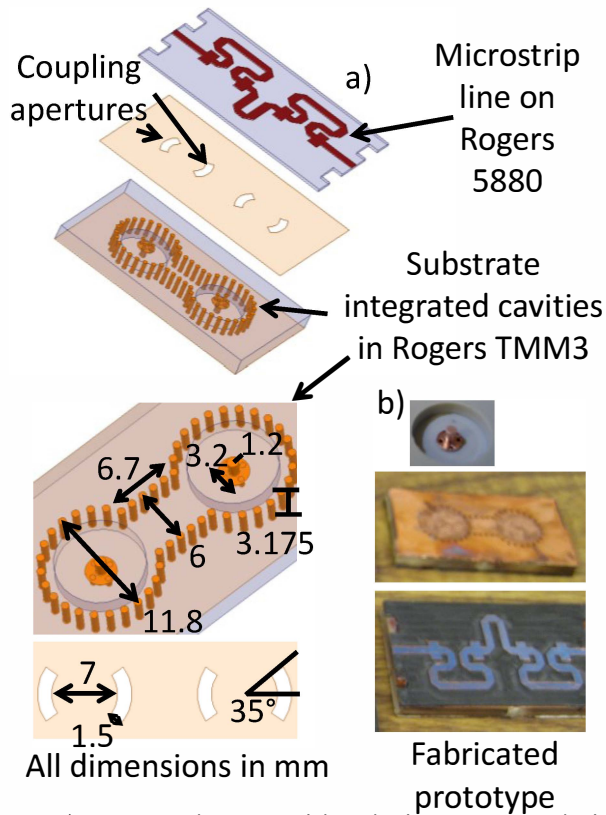 Coupling
apertures
a)
Microstrip
line on
Rogers
5880
Substrate
integrated cavities
in Rogers TMM3
b)
6.7
3.2
1.2
6
3.175
11.8
7
1.5
35°
All dimensions in mm
Fabricated
prototype